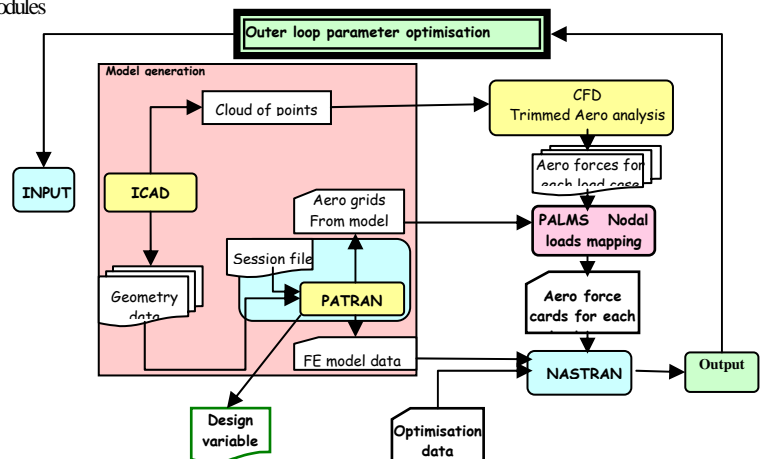 odules
Outer loop parameter optimisation
Model generation
CFD
Trimmed Aero analysis
Cloud of points
Aero forces for
each load case
INPUT
ICAD
Aero grids
From model
PALMS Nodal
loads mapping
Session file
Geometry
data
PATRAN
Aero force
cards for each
FE model data
NASTRAN
Output
Design
variable
Optimisation
data